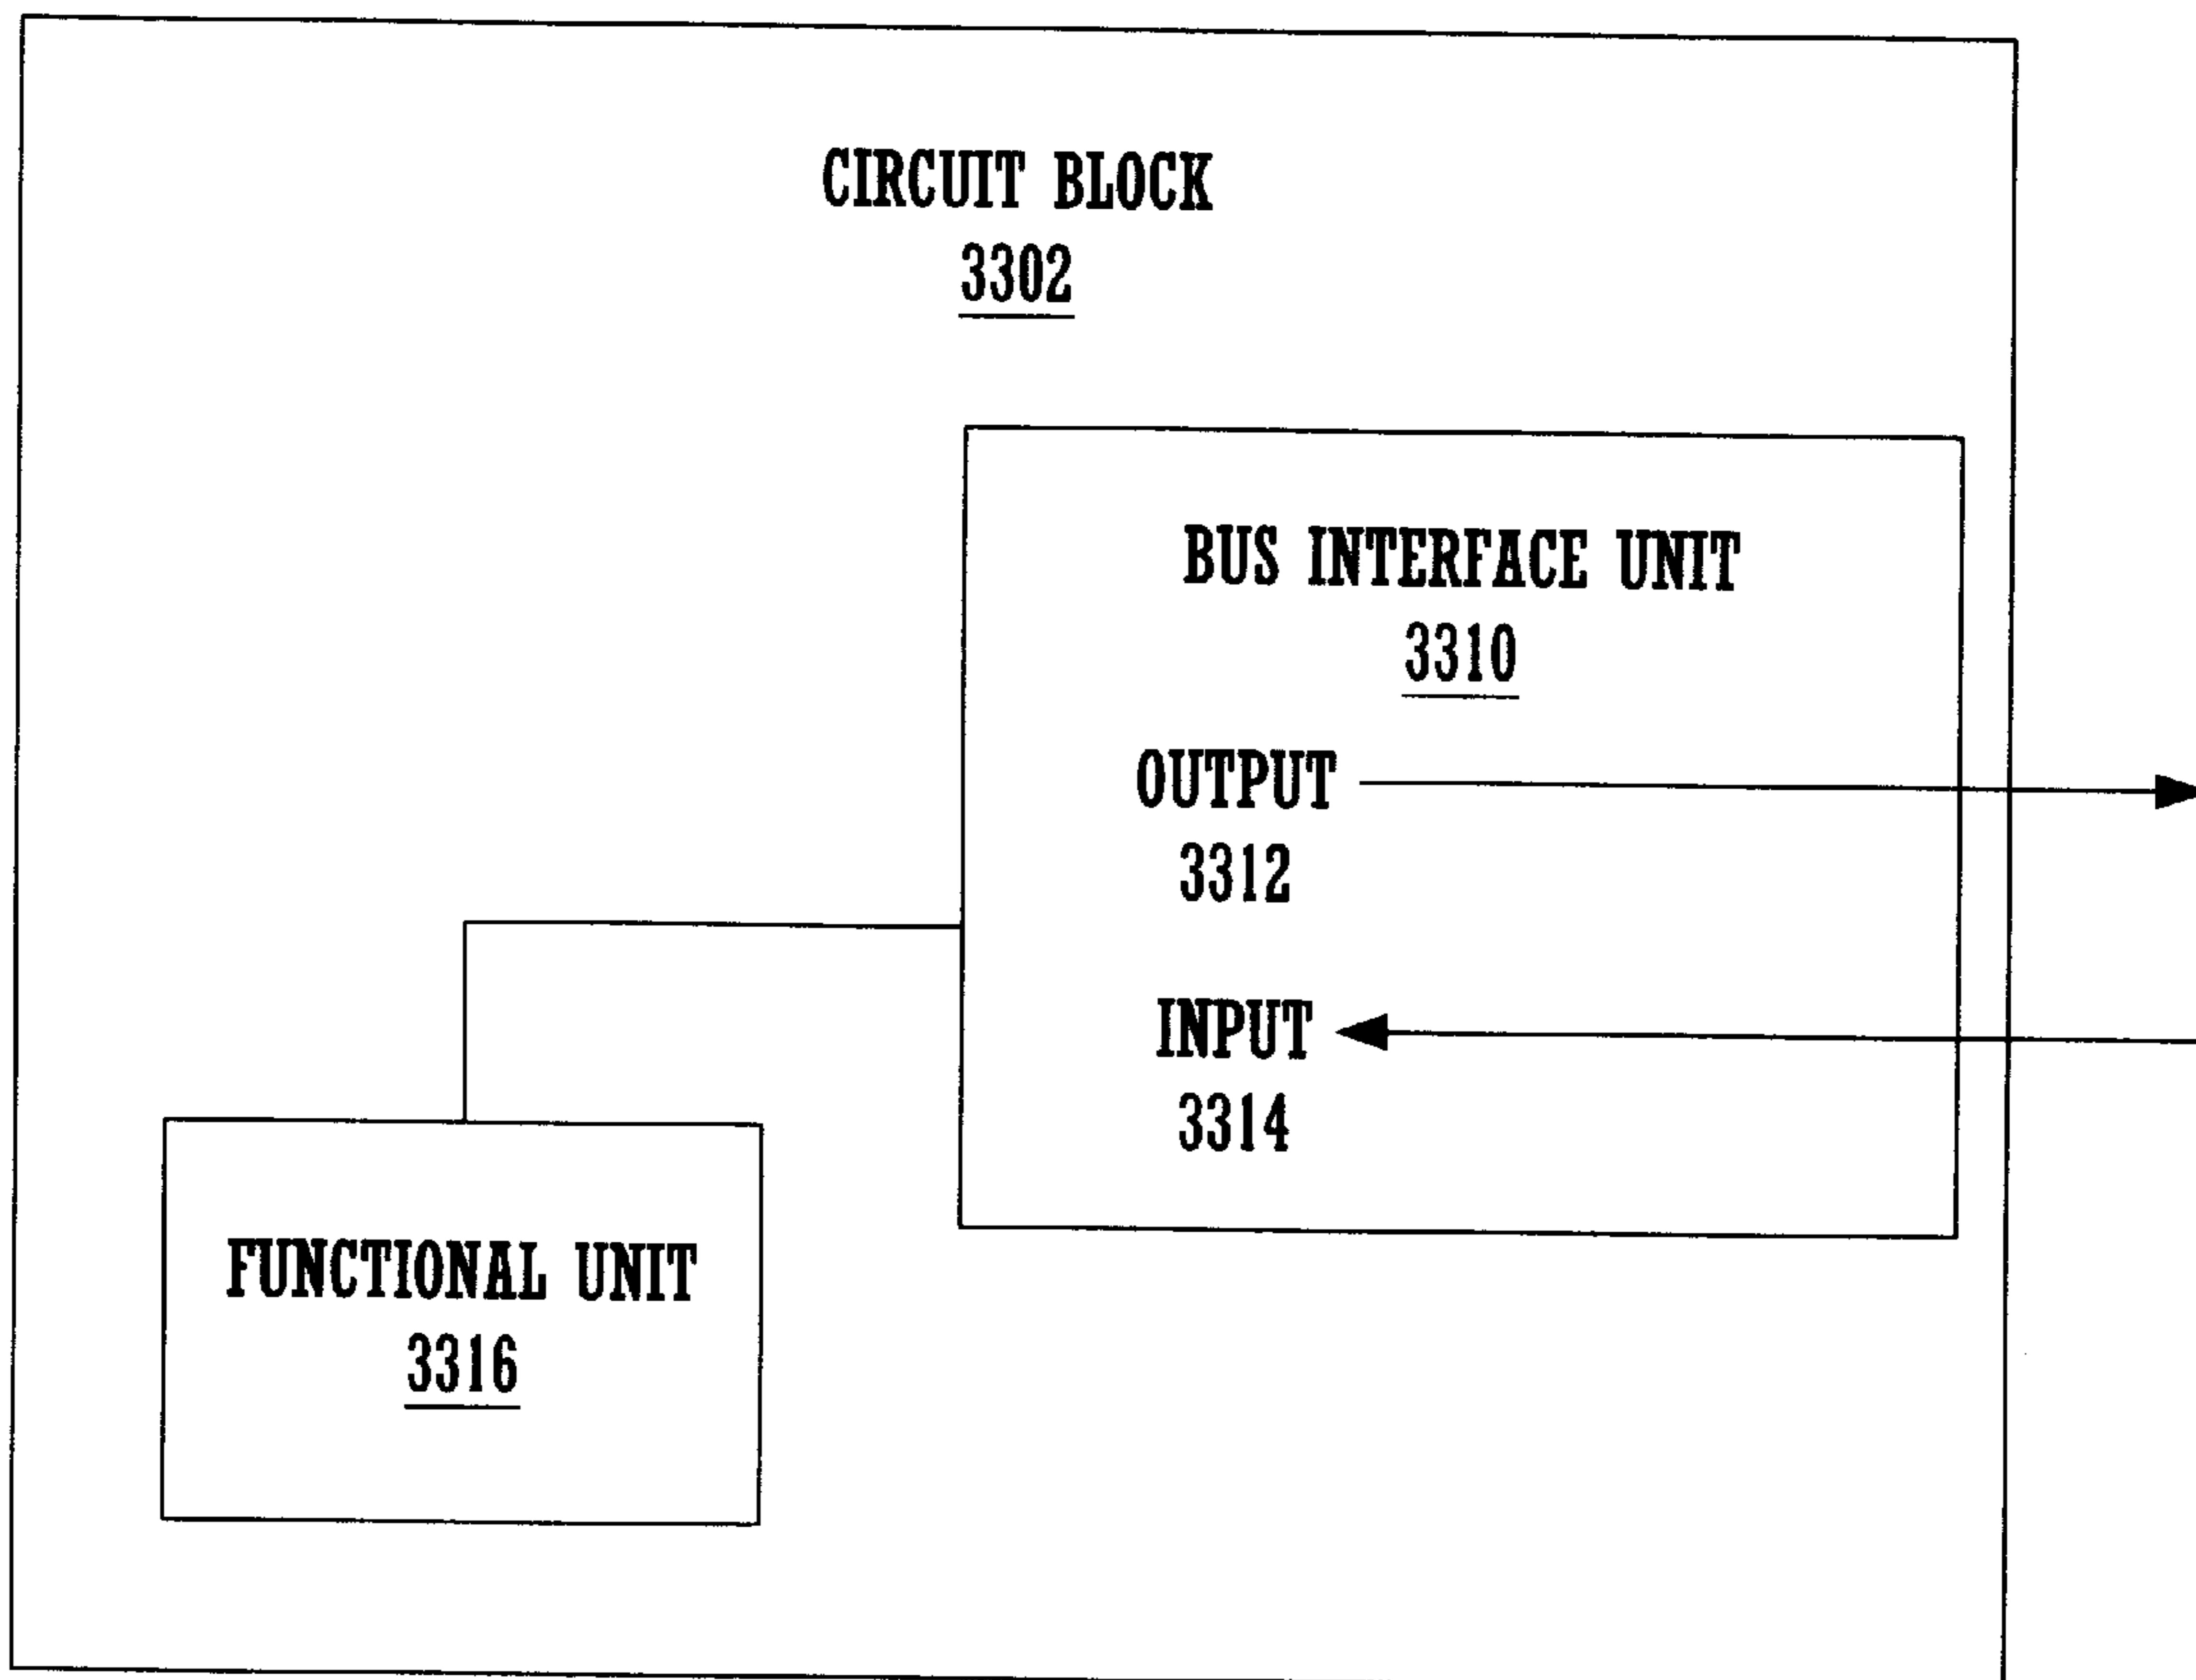 CIRCUIT BLOCK
3302
BUS INTERFACE UNIT
3310
OUTPUT
3312
INPUT
3314
FUNCTIONAL UNIT
3316